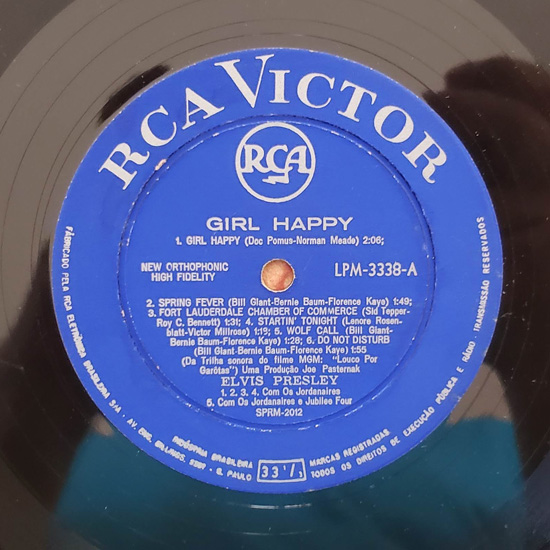 RCA VICTOR
RCA
GIRL HAPPY
1. GIRL HAPPY (Doc Pomus-Norman Meade) 2:06;
NEW ORTHOPHONIC
HIGH FIDELITY
LPM-3338-A
2. SPRING FEVER (Bill Giant-Bernie Baum-Florence Kaye) 1:49;
3. FORT LAUDERDALE CHAMBER OF COMMERCE (Sid Tepper-
Roy C. Bennett) 1:31; 4. STARTIN' TONIGHT (Lenore Rosen-
blatt-Victor Millrose) 1:19; 5. WOLF CALL (Bill Giant-
Bernie Baum-Florence Kaye) 1:28; 6. DO NOT DISTURB
(Bill Giant-Bernie Baum-Florence Kaye) 1:55
(Da Trilha sonora do filme MGM: "Louco Por
Garôtas") Uma Produção Joe Pasternak
ELVIS PRESLEY
1. 2. 3. 4. Com Os Jordanaires
5. Com Os Jordanaires e Jubilee Four
SPRM-2012
FABRICADO PELA RCA ELETRÔNICA BRASILEIRA S/A - AV. ENG. BILLINGS, - S. PAULO
INDÚSTRIA BRASILEIRA
33 1/3
MARCAS REGISTRADAS
TODOS OS DIREITOS DE EXECUÇÃO PÚBLICA E RÁDIO - TRANSMISSÃO RESERVADOS